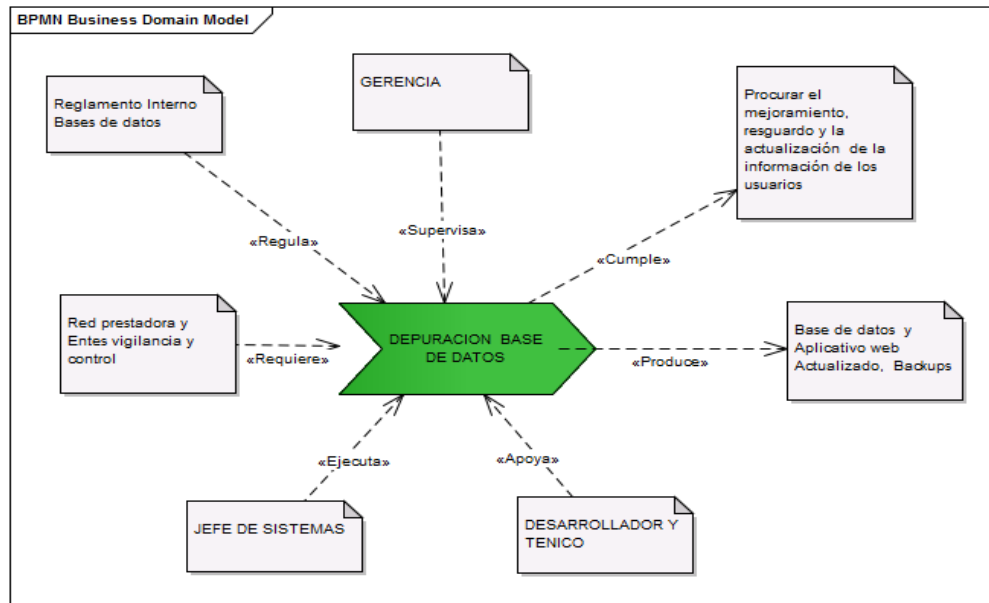 BPMN Business Domain Model
Reglamento Interno
Bases de datos
GERENCIA
Procurar el
mejoramiento,
resguardo y la
actualización de la
información de los
usuarios
«Regula»
«Supervisa»
«Cumple»
Red prestadora y
Entes vigilancia y
control
«Requiere»
DEPURACION BASE
DE DATOS
«Produce»
Base de datos y
Aplicativo web
Actualizado, Backups
«Ejecuta»
«Apoya»
JEFE DE SISTEMAS
DESARROLLADOR Y
TENICO